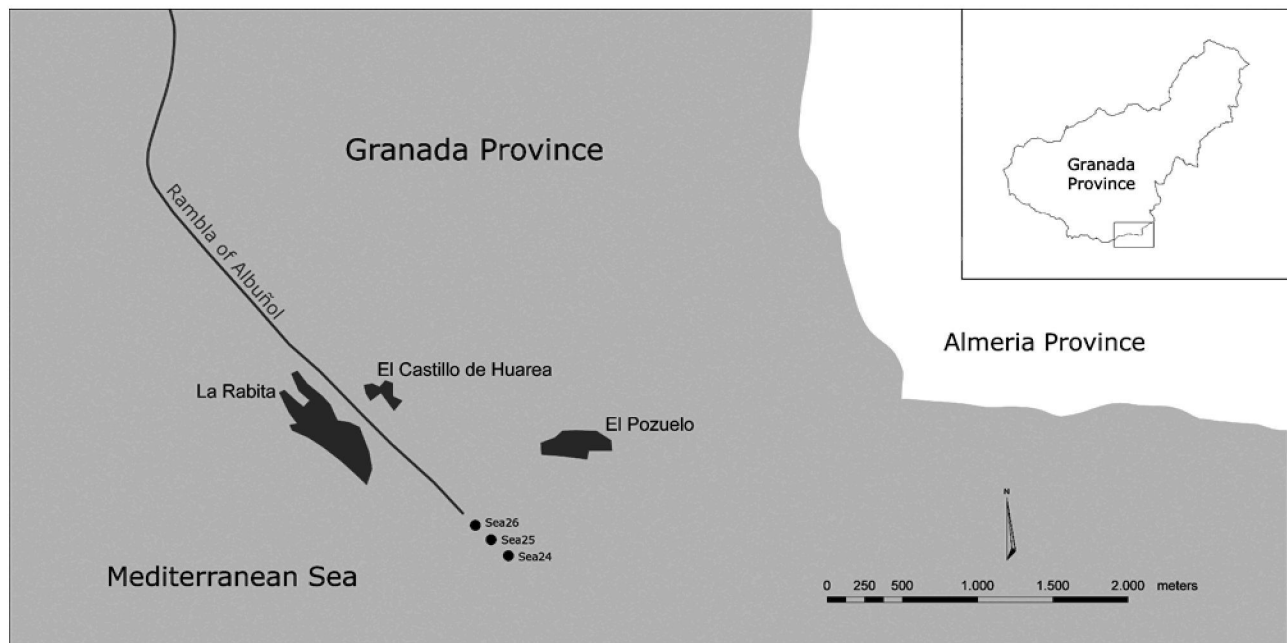 Granada Province
Granada
Province
Rambla of Albuñol
Almeria Province
El Castillo de Huarea
La Rabita
El Pozuelo
Sea26
Sea25
Sea24
Mediterranean Sea
N
0 250 500 1.000 1.500 2.000 meters